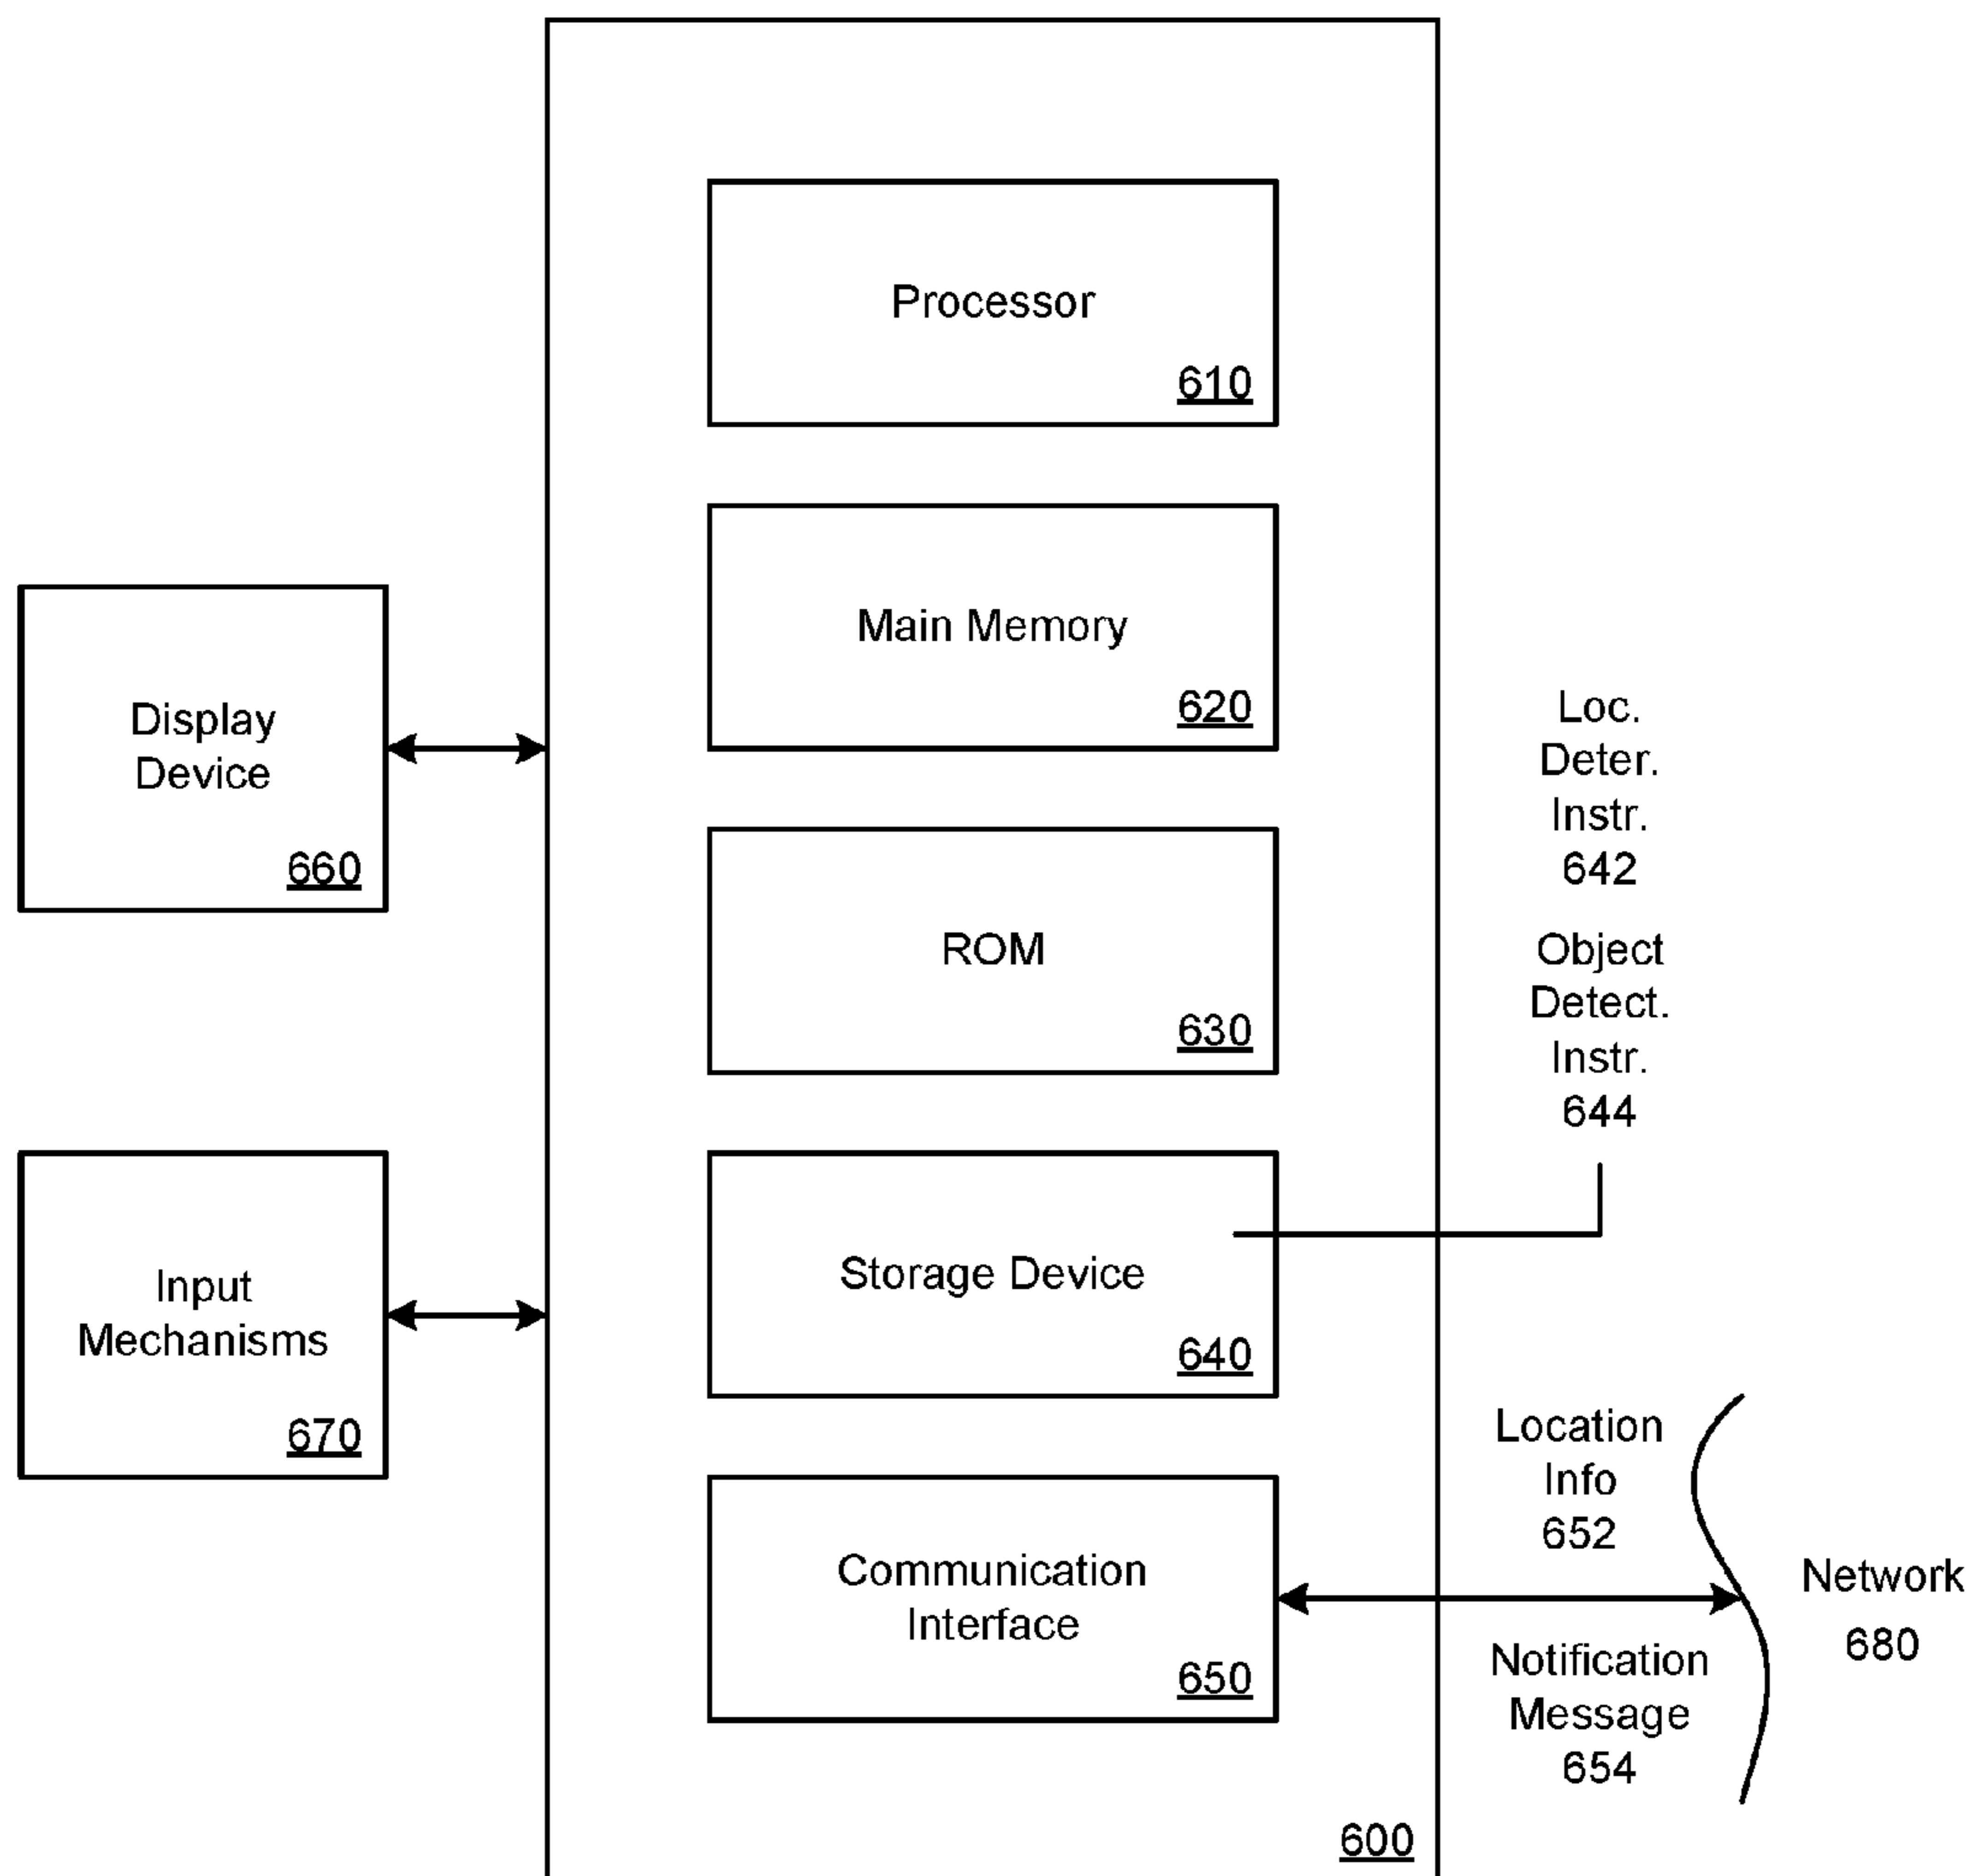 Processor
610
Main Memory
620
Display
Device
660
ROM
630
Loc.
Deter.
Instr.
642
Object
Detect.
Instr.
644
Input
Mechanisms
670
Storage Device
640
Communication
Interface
650
Location
Info
652
Notification
Message
654
Network
680
600